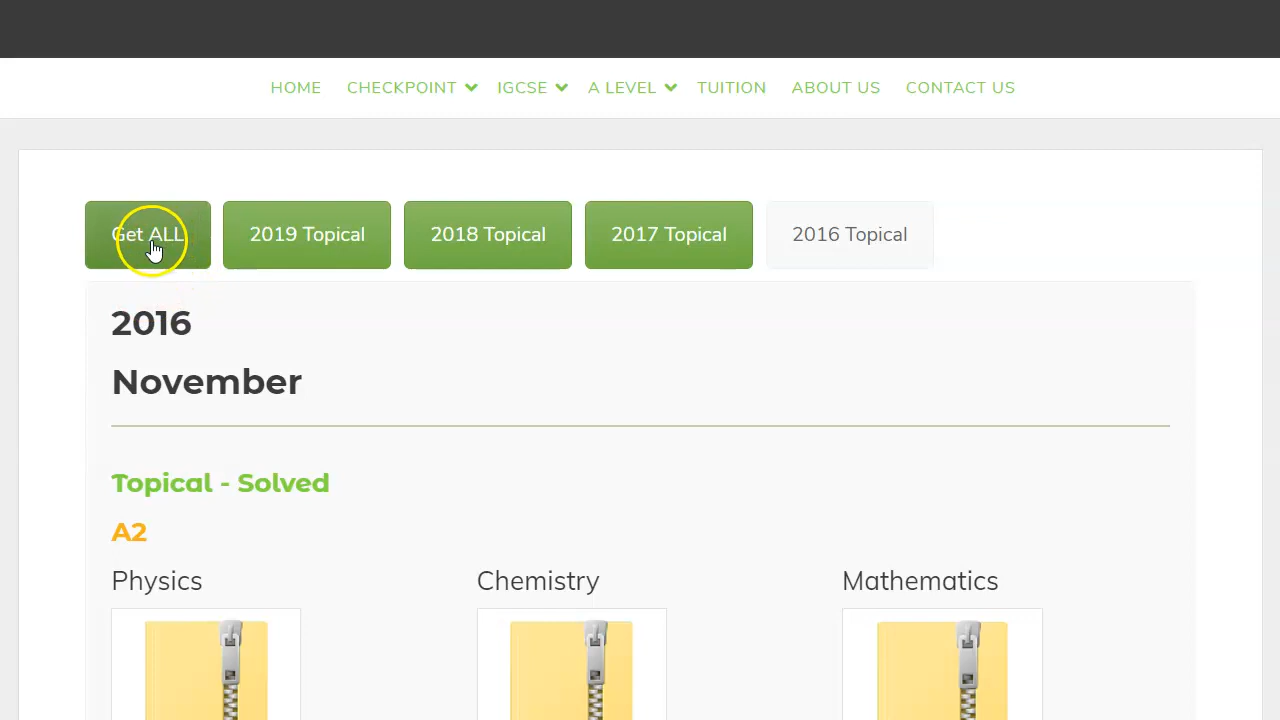 HOME CHECKPOINT IGCSE A LEVEL TUITION ABOUT US CONTACT US
Get ALL 2019 Topical 2018 Topical 2017 Topical 2016 Topical
2016
November
Topical - Solved
A2
Physics Chemistry Mathematics